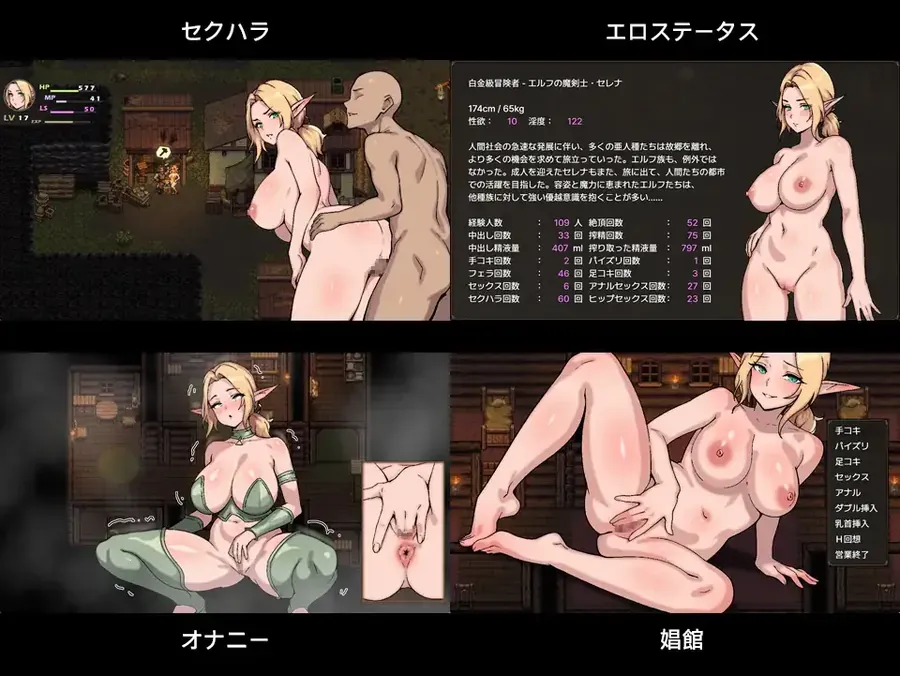 セクハラ
エロステータス
HP 577
MP 41
LS 50
LV 17 EXP
白金級冒険者 - エルフの魔剣士・セレナ
174cm / 65kg
性欲： 10 淫度： 122
人間社会の急速な発展に伴い、多くの亜人種たちは故郷を離れ、
より多くの機会を求めて旅立っていった。エルフ族も、例外では
なかった。成人を迎えたセレナもまた、旅に出て、人間たちの都市
での活躍を目指した。容姿と魔力に恵まれたエルフたちは、
他種族に対して強い優越意識を抱くことが多い......
経験人数 ： 109 人 絶頂回数 ： 52 回
中出し回数 ： 33 回 搾精回数 ： 75 回
中出し精液量 ： 407 ml 搾り取った精液量 ： 797 ml
手コキ回数 ： 2 回 パイズリ回数 ： 1 回
フェラ回数 ： 46 回 足コキ回数 ： 3 回
セックス回数 ： 6 回 アナルセックス回数： 27 回
セクハラ回数 ： 60 回 ヒップセックス回数： 23 回
手コキ
パイズリ
足コキ
セックス
アナル
ダブル挿入
乳首挿入
H回想
営業終了
オナニー
娼館